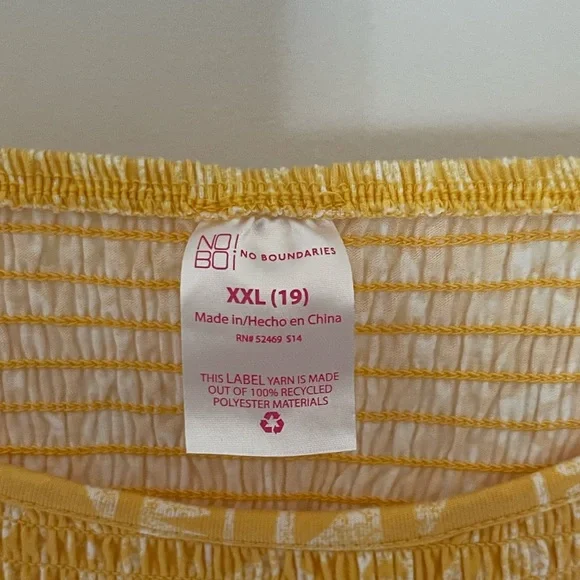 NO!
BO¡ NO BOUNDARIES
XXL (19)
Made in/Hecho en China
RN# 52469 S14
THIS LABEL YARN IS MADE
OUT OF 100% RECYCLED
POLYESTER MATERIALS